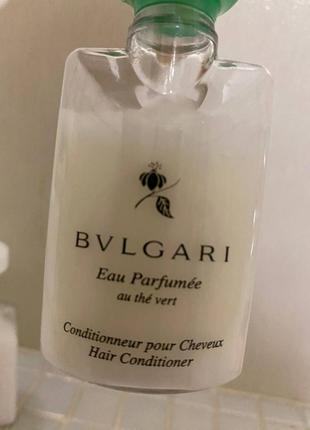 BVLGARI
Eau Parfumée
au thé vert
Conditionneur pour Cheveux
Hair Conditioner